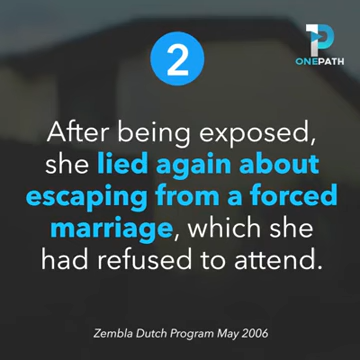 2
ONEPATH
After being exposed,
she lied again about
escaping from a forced
marriage, which she
had refused to attend.
Zembla Dutch Program May 2006